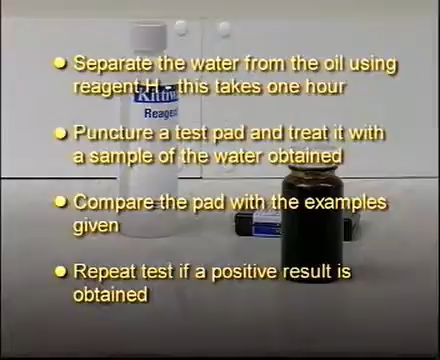 Separate the water from the oil using
reagent H - this takes one hour
Puncture a test pad and treat it with
a sample of the water obtained
Compare the pad with the examples
given
Repeat test if a positive result is
obtained
Reagen